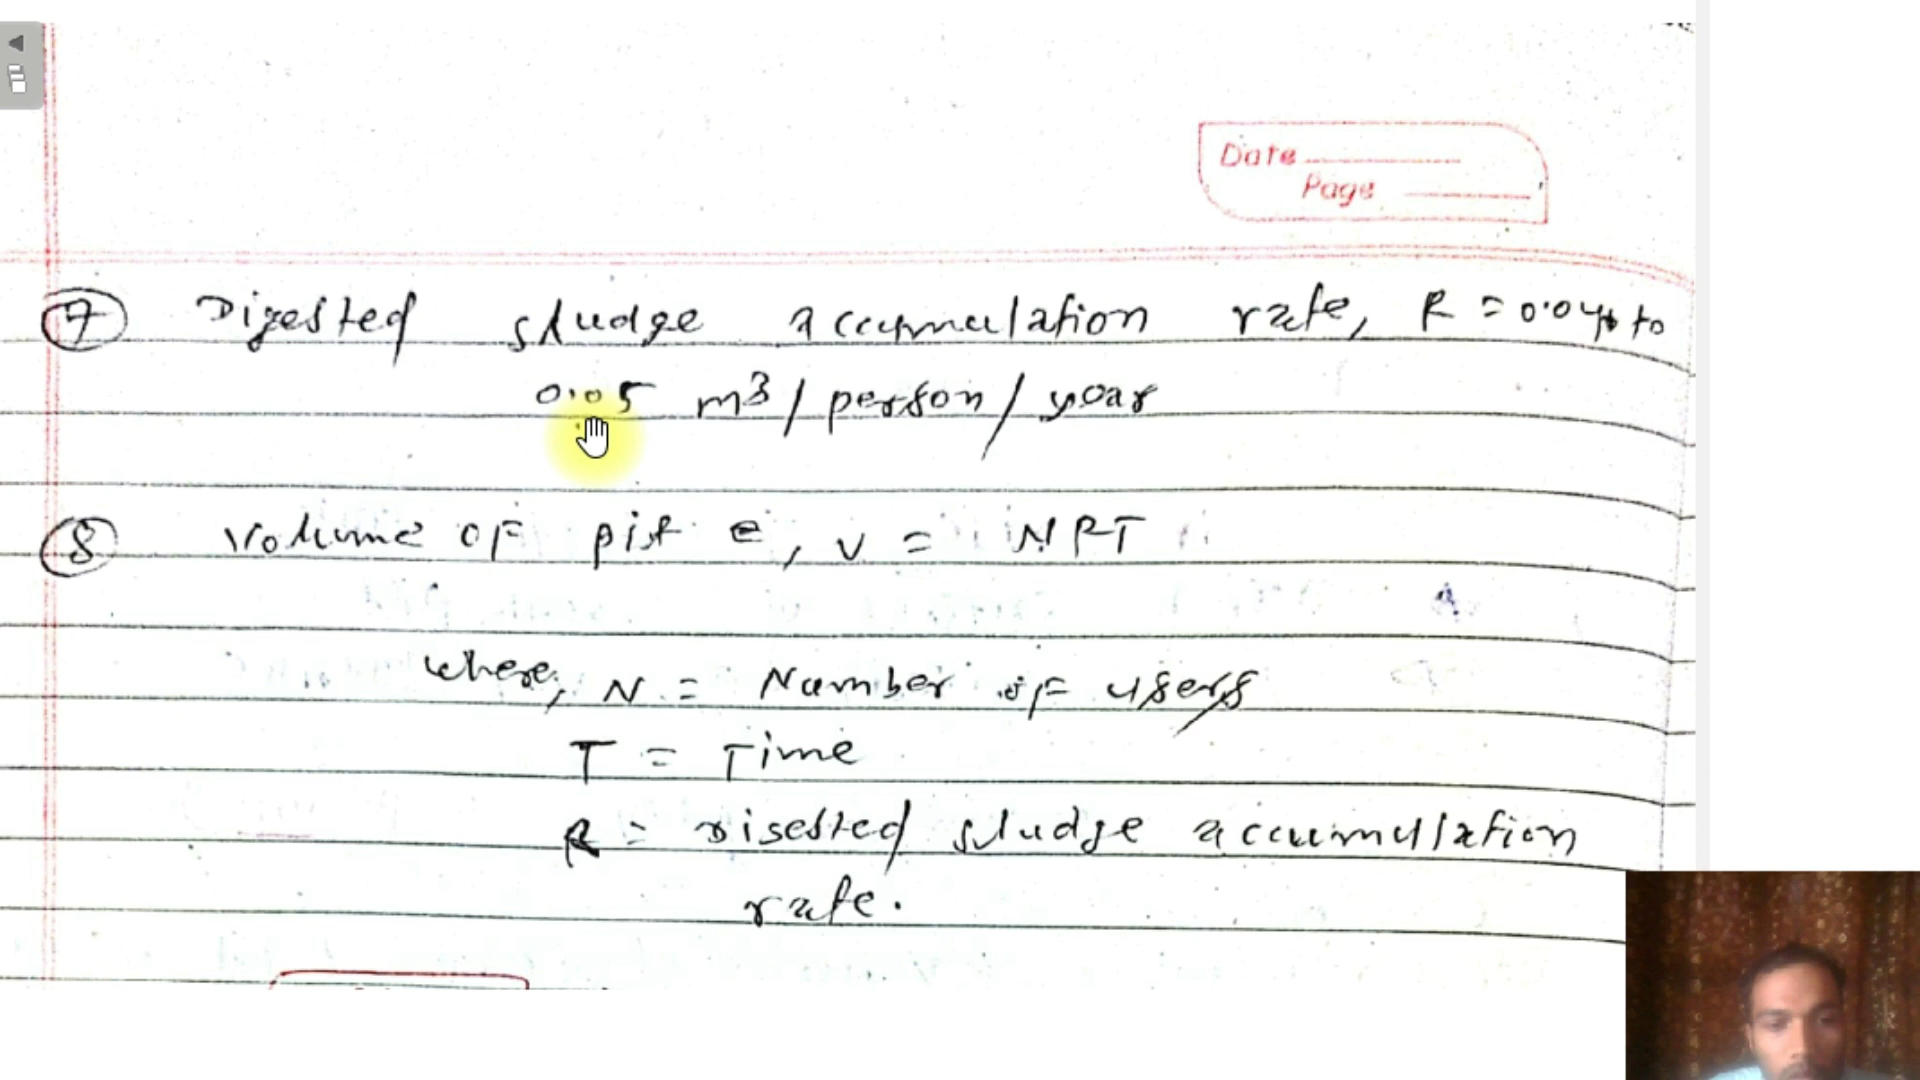 Date
Page
7 Digested sludge accumulation rate, R = 0.04 to
0.05 m3/person/year
8 Volume of pit , V = NRT
where, N = Number of users
T = Time
R = Digested sludge accumulation
rate.